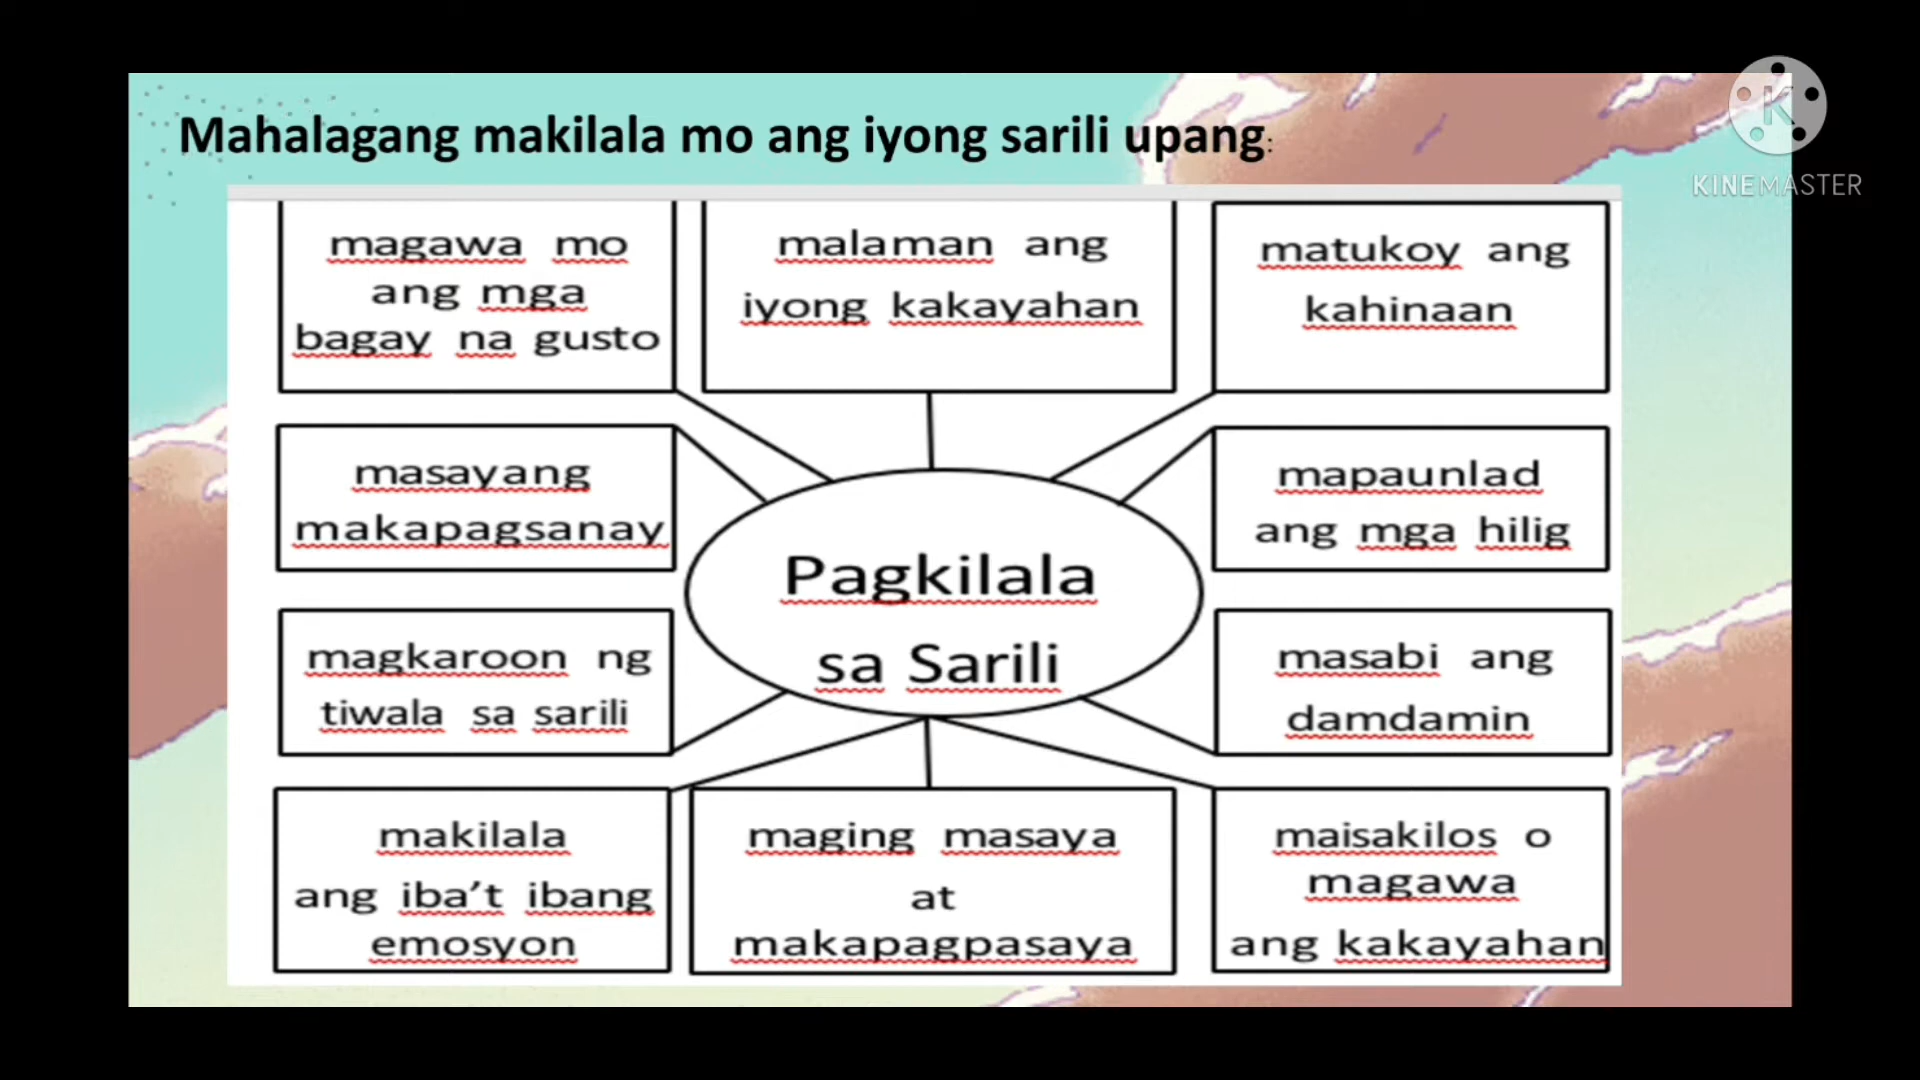 Mahalagang makilala mo ang iyong sarili upang:
KINEMASTER
magawa mo
ang mga
bagay na gusto
malaman ang
iyong kakayahan
matukoy ang
kahinaan
masayang
makapagsanay
mapaunlad
ang mga hilig
Pagkilala
sa Sarili
magkaroon ng
tiwala sa sarili
masabi ang
damdamin
makilala
ang iba’t ibang
emosyon
maging masaya
at
makapagpasaya
maisakilos o
magawa
ang kakayahan